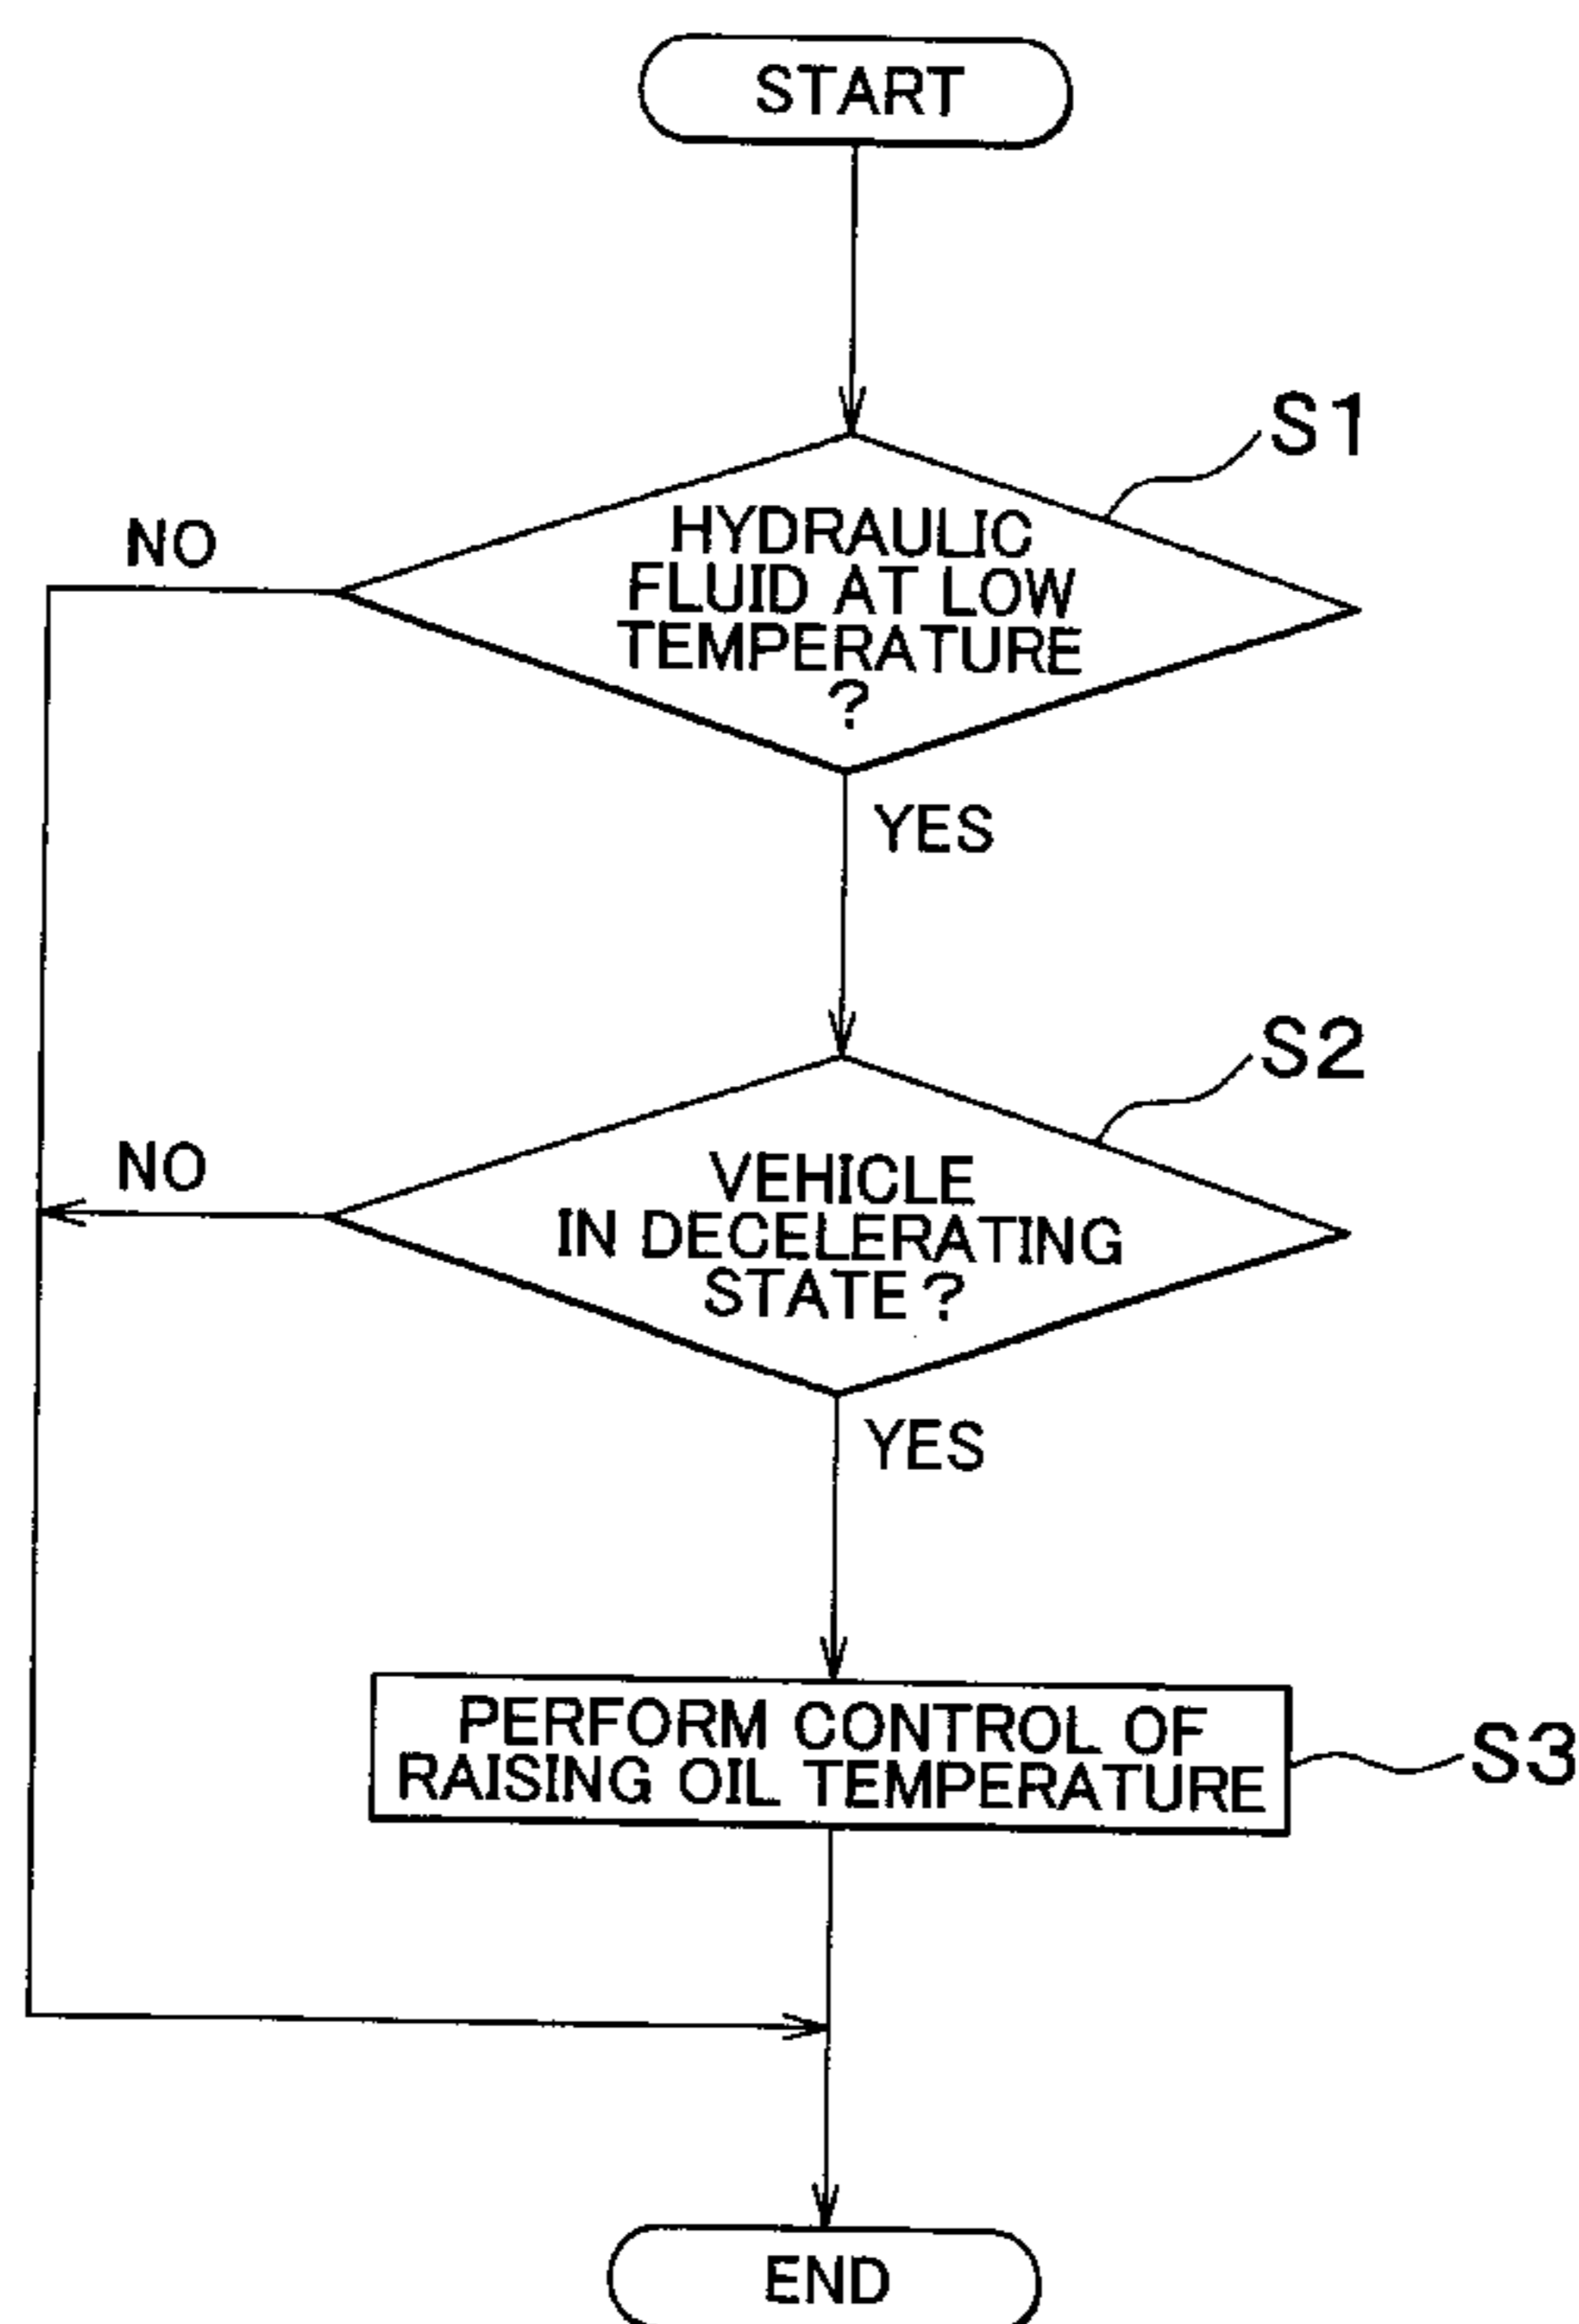 START
S1
NO
HYDRAULIC
FLUID AT LOW
TEMPERATURE
?
YES
S2
NO
VEHICLE
IN DECELERATING
STATE?
YES
PERFORM CONTROL OF
RAISING OIL TEMPERATURE
S3
END